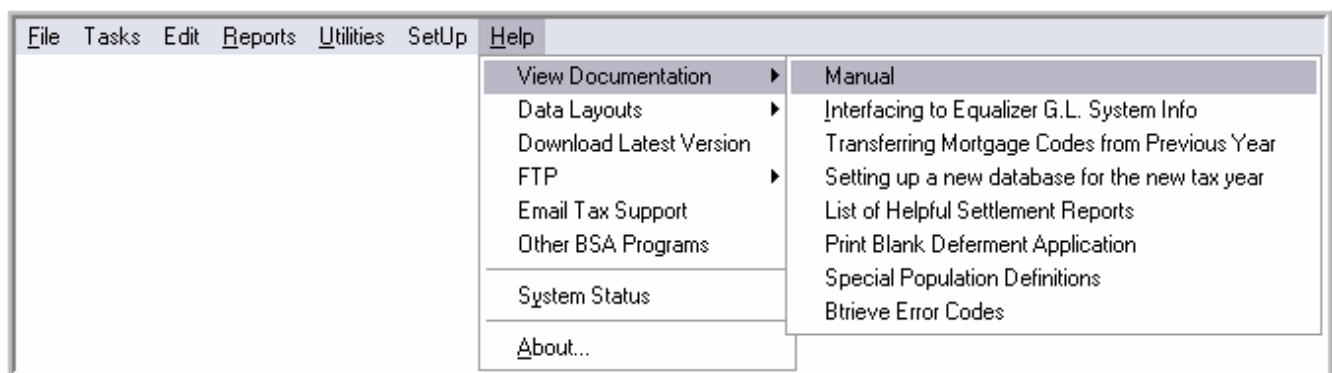 File Tasks Edit Reports Utilities SetUp Help
View Documentation
Data Layouts
Download Latest Version
FTP
Email Tax Support
Other BSA Programs
System Status
About...
Manual
Interfacing to Equalizer G.L. System Info
Transferring Mortgage Codes from Previous Year
Setting up a new database for the new tax year
List of Helpful Settlement Reports
Print Blank Deferment Application
Special Population Definitions
Btrieve Error Codes